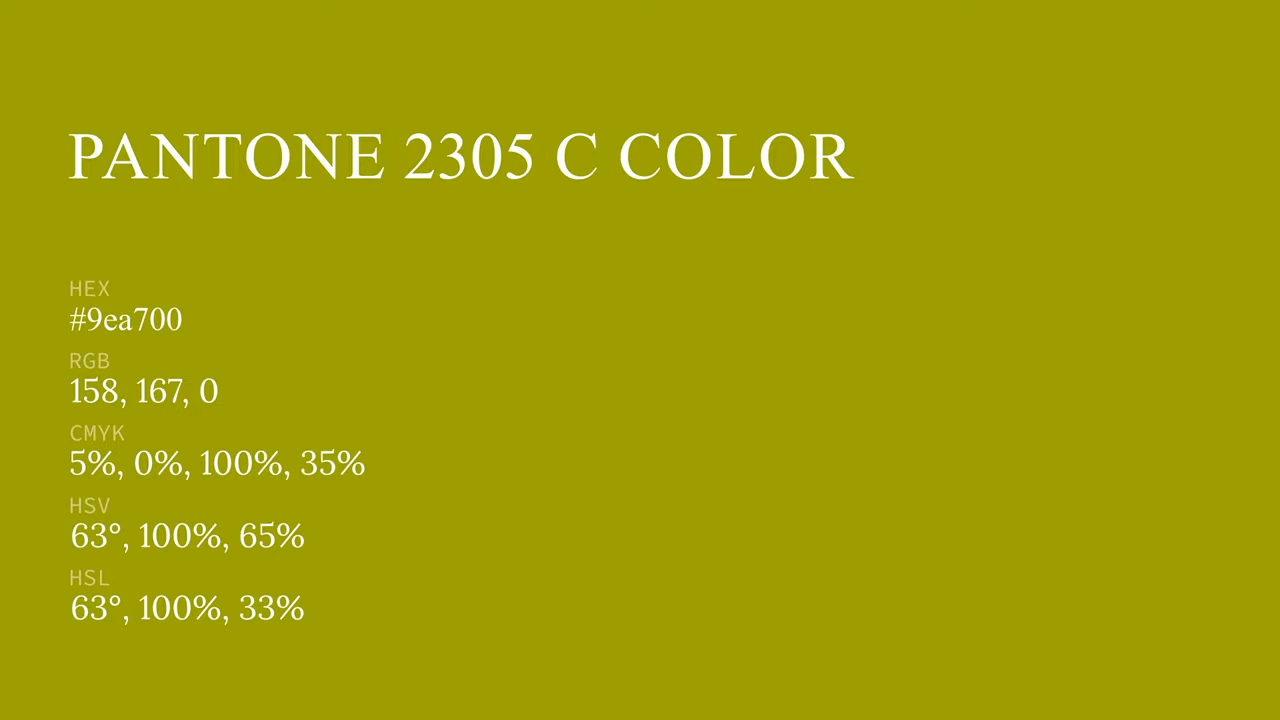 PANTONE 2305 C COLOR
HEX
#9ea700
RGB
158, 167, 0
CMYK
5%, 0%, 100%, 35%
HSV
63°, 100%, 65%
HSL
63°, 100%, 33%